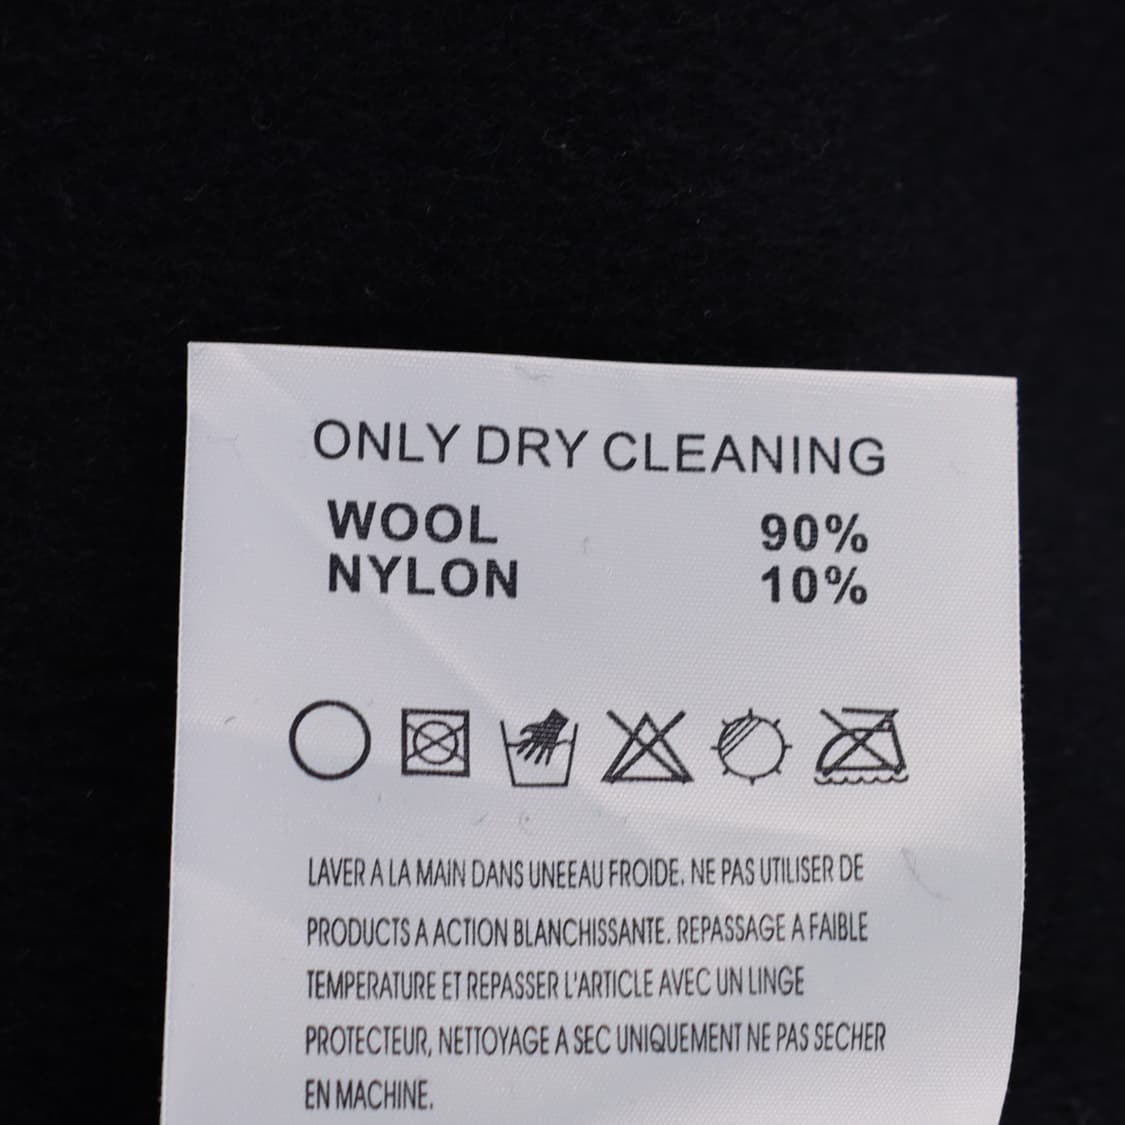 ONLY DRY CLEANING
WOOL 90%
NYLON 10%
LAVER A LA MAIN DANS UNEEAU FROIDE. NE PAS UTILISER DE
PRODUCTS A ACTION BLANCHISSANTE. REPASSAGE A FAIBLE
TEMPERATURE ET REPASSER L'ARTICLE AVEC UN LINGE
PROTECTEUR, NETTOYAGE A SEC UNIQUEMENT NE PAS SECHER
EN MACHINE.